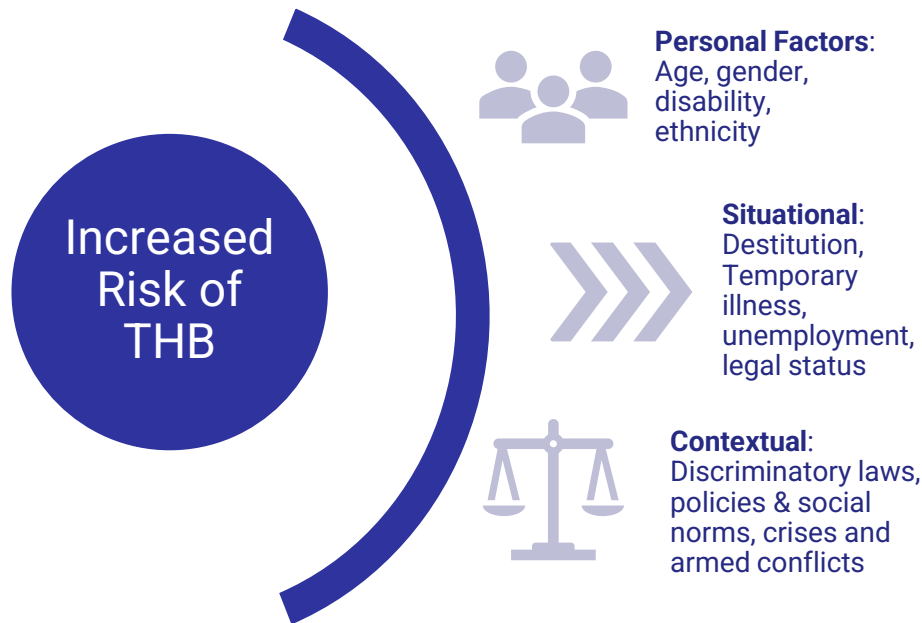 Increased
Risk of
THB
Personal Factors:
Age, gender,
disability,
ethnicity
Situational:
Destitution,
Temporary
illness,
unemployment,
legal status
Contextual:
Discriminatory laws,
policies & social
norms, crises and
armed conflicts